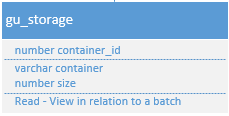 gu_storage
number container_id
varchar container
number size
Read - View in relation to a batch